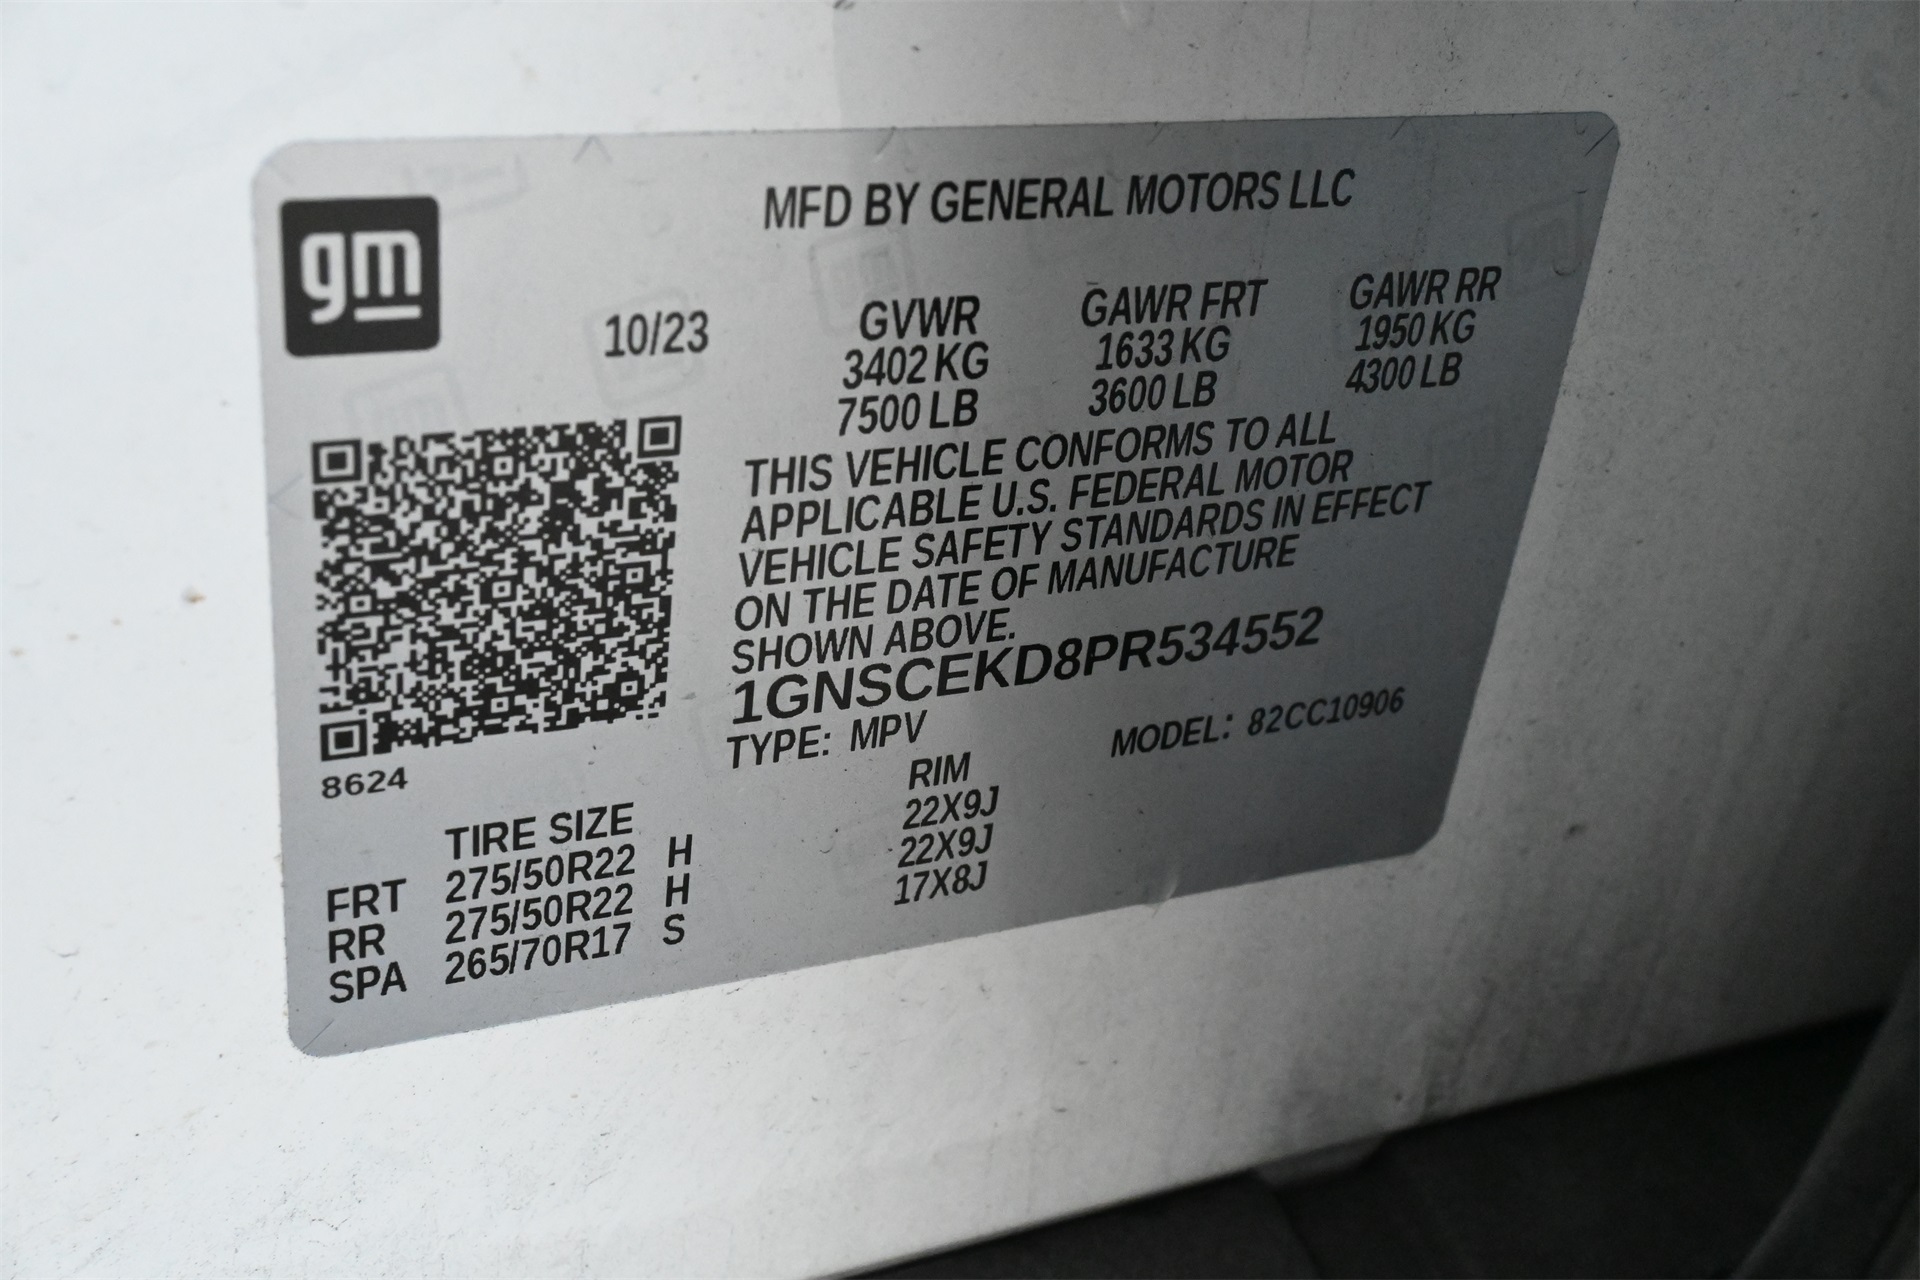 gm
MFD BY GENERAL MOTORS LLC
10/23
GVWR GAWR FRT GAWR RR
3402 KG 1633 KG 1950 KG
7500 LB 3600 LB 4300 LB
THIS VEHICLE CONFORMS TO ALL
APPLICABLE U.S. FEDERAL MOTOR
VEHICLE SAFETY STANDARDS IN EFFECT
ON THE DATE OF MANUFACTURE
SHOWN ABOVE.
1GNSCEKD8PR534552
TYPE: MPV MODEL: 82CC10906
8624
TIRE SIZE RIM
FRT 275/50R22 H 22X9J
RR 275/50R22 H 22X9J
SPA 265/70R17 S 17X8J